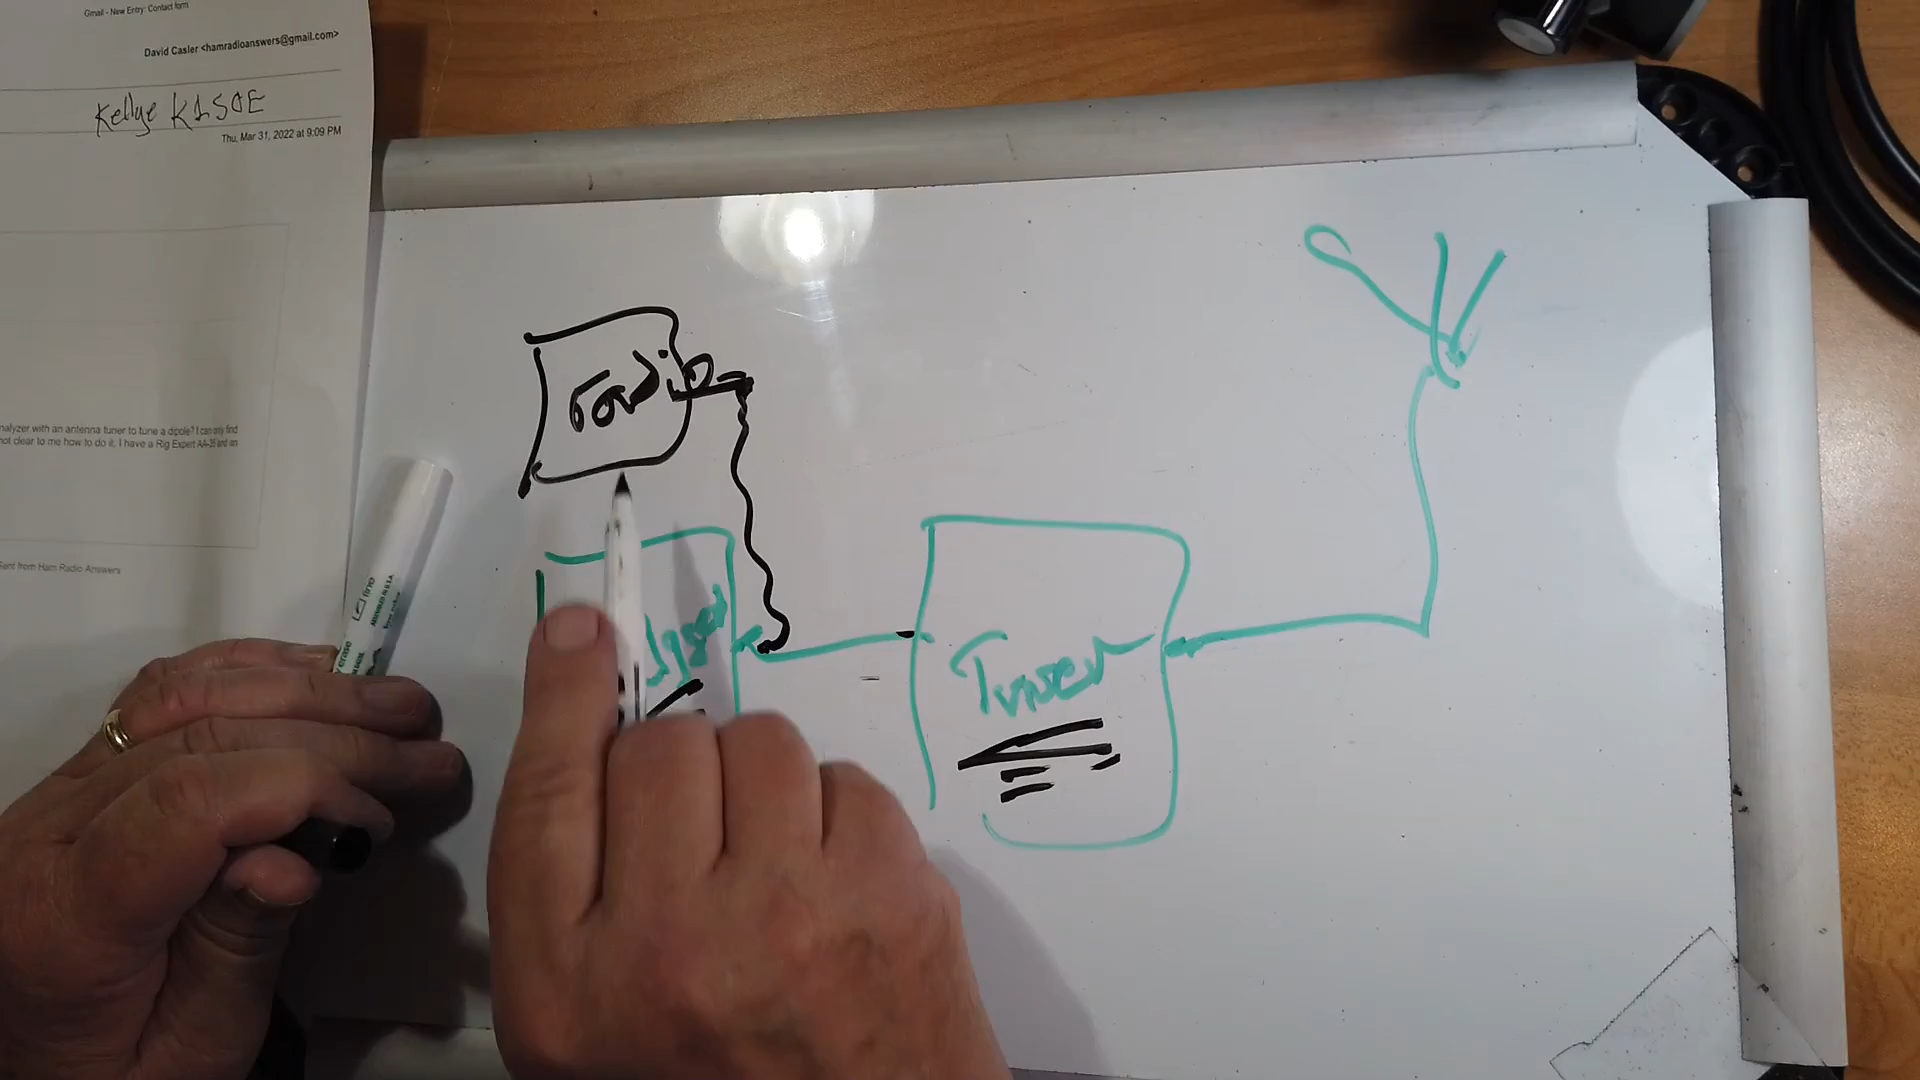 Gmail - New Entry: Contact form
David Casler <hamradioanswers@gmail.com>
Kellye K1SOE
Thu, Mar 31, 2022 at 9:09 PM
nalyzer with an antenna tuner to tune a dipole? I can only find
not clear to me how to do it. I have a Rig Expert AA-35 and an
Sent from Ham Radio Answers
radio
Tuner
fine
erase